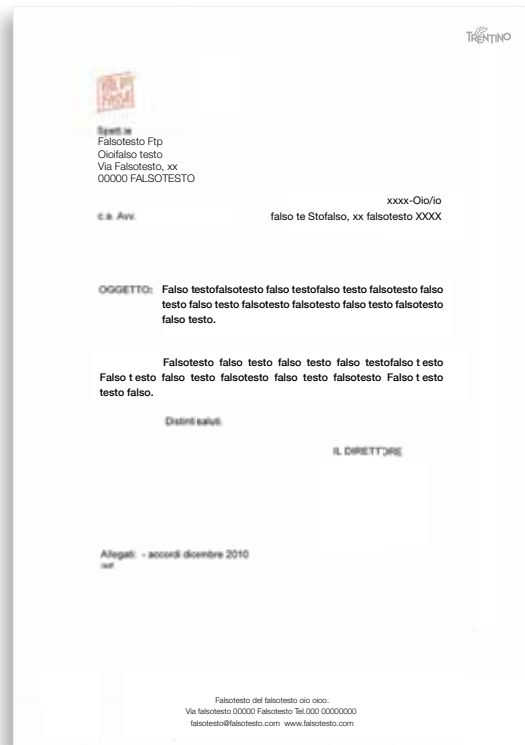 TRENTINO
VAL DI
FASSA
Spett.le
Falsotesto Ftp
Oioifalso testo
Via Falsotesto, xx
00000 FALSOTESTO
xxxx-Oio/io
c.a. Avv.
falso te Stofalso, xx falsotesto XXXX
OGGETTO: Falso testofalsotesto falso testofalso testo falsotesto falso
testo falso testo falsotesto falsotesto falso testo falsotesto
falso testo.
Falsotesto falso testo falso testo falso testofalso t esto
Falso t esto falso testo falsotesto falso testo falsotesto Falso t esto
testo falso.
Distinti saluti.
IL DIRETTORE
Allegati: - accordi dicembre 2010
Falsotesto del falsotesto oio oioo.
Via falsotesto 00000 Falsotesto Tel.000 00000000
falsotesto@falsotesto.com www.falsotesto.com